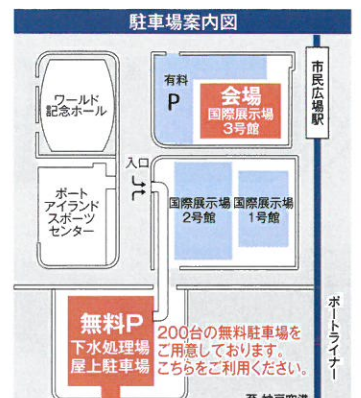 駐車場案内図
有料
P
会場
国際展示場
3号館
市民広場駅
ワールド
記念ホール
入口
ポート
アイランド
スポーツ
センター
国際展示場
2号館
国際展示場
1号館
ポートライナー
無料P
下水処理場
屋上駐車場
200台の無料駐車場を
ご用意しております。
こちらをご利用ください。